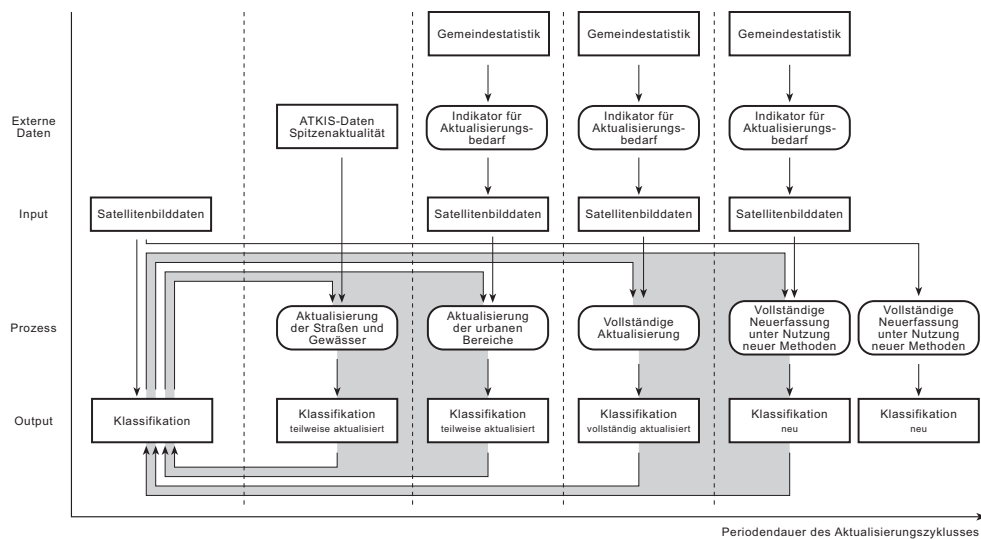 Gemeindestatistik
Gemeindestatistik
Gemeindestatistik
Externe
Daten
ATKIS-Daten
Spitzenaktualität
Indikator für
Aktualisierungs-
bedarf
Indikator für
Aktualisierungs-
bedarf
Indikator für
Aktualisierungs-
bedarf
Input
Satellitenbilddaten
Satellitenbilddaten
Satellitenbilddaten
Satellitenbilddaten
Prozess
Aktualisierung
der Straßen und
Gewässer
Aktualisierung
der urbanen
Bereiche
Vollständige
Aktualisierung
Vollständige
Neuerfassung
unter Nutzung
neuer Methoden
Vollständige
Neuerfassung
unter Nutzung
neuer Methoden
Output
Klassifikation
Klassifikation
teilweise aktualisiert
Klassifikation
teilweise aktualisiert
Klassifikation
vollständig aktualisiert
Klassifikation
neu
Klassifikation
neu
Periodendauer des Aktualisierungszyklusses